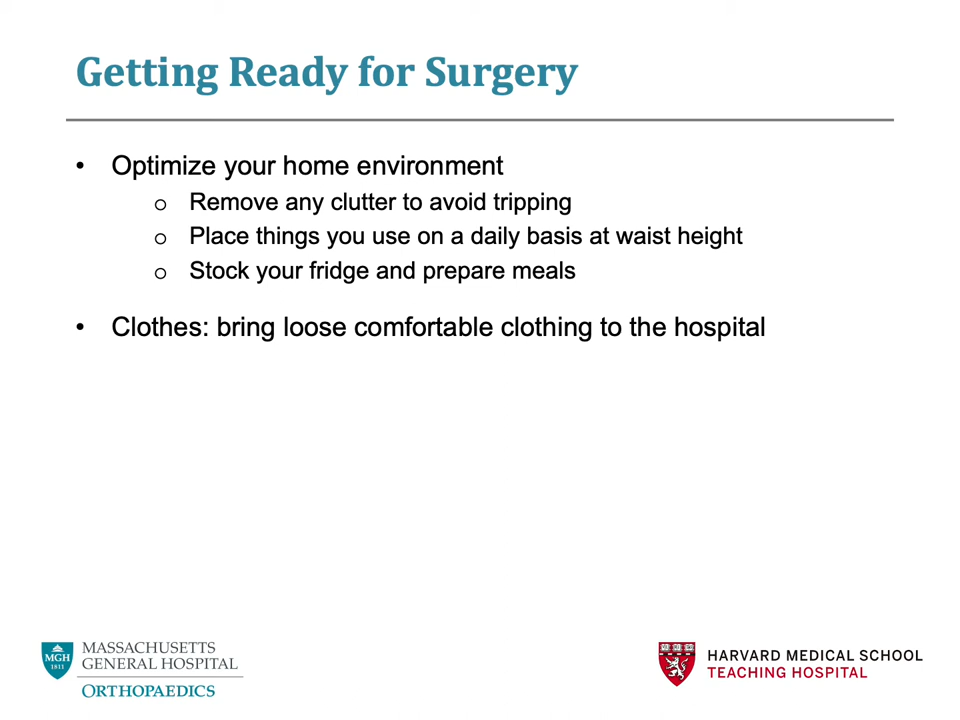 Getting Ready for Surgery
• Optimize your home environment
o Remove any clutter to avoid tripping
o Place things you use on a daily basis at waist height
o Stock your fridge and prepare meals
• Clothes: bring loose comfortable clothing to the hospital
MGH
1811
MASSACHUSETTS
GENERAL HOSPITAL
ORTHOPAEDICS
HARVARD MEDICAL SCHOOL
TEACHING HOSPITAL